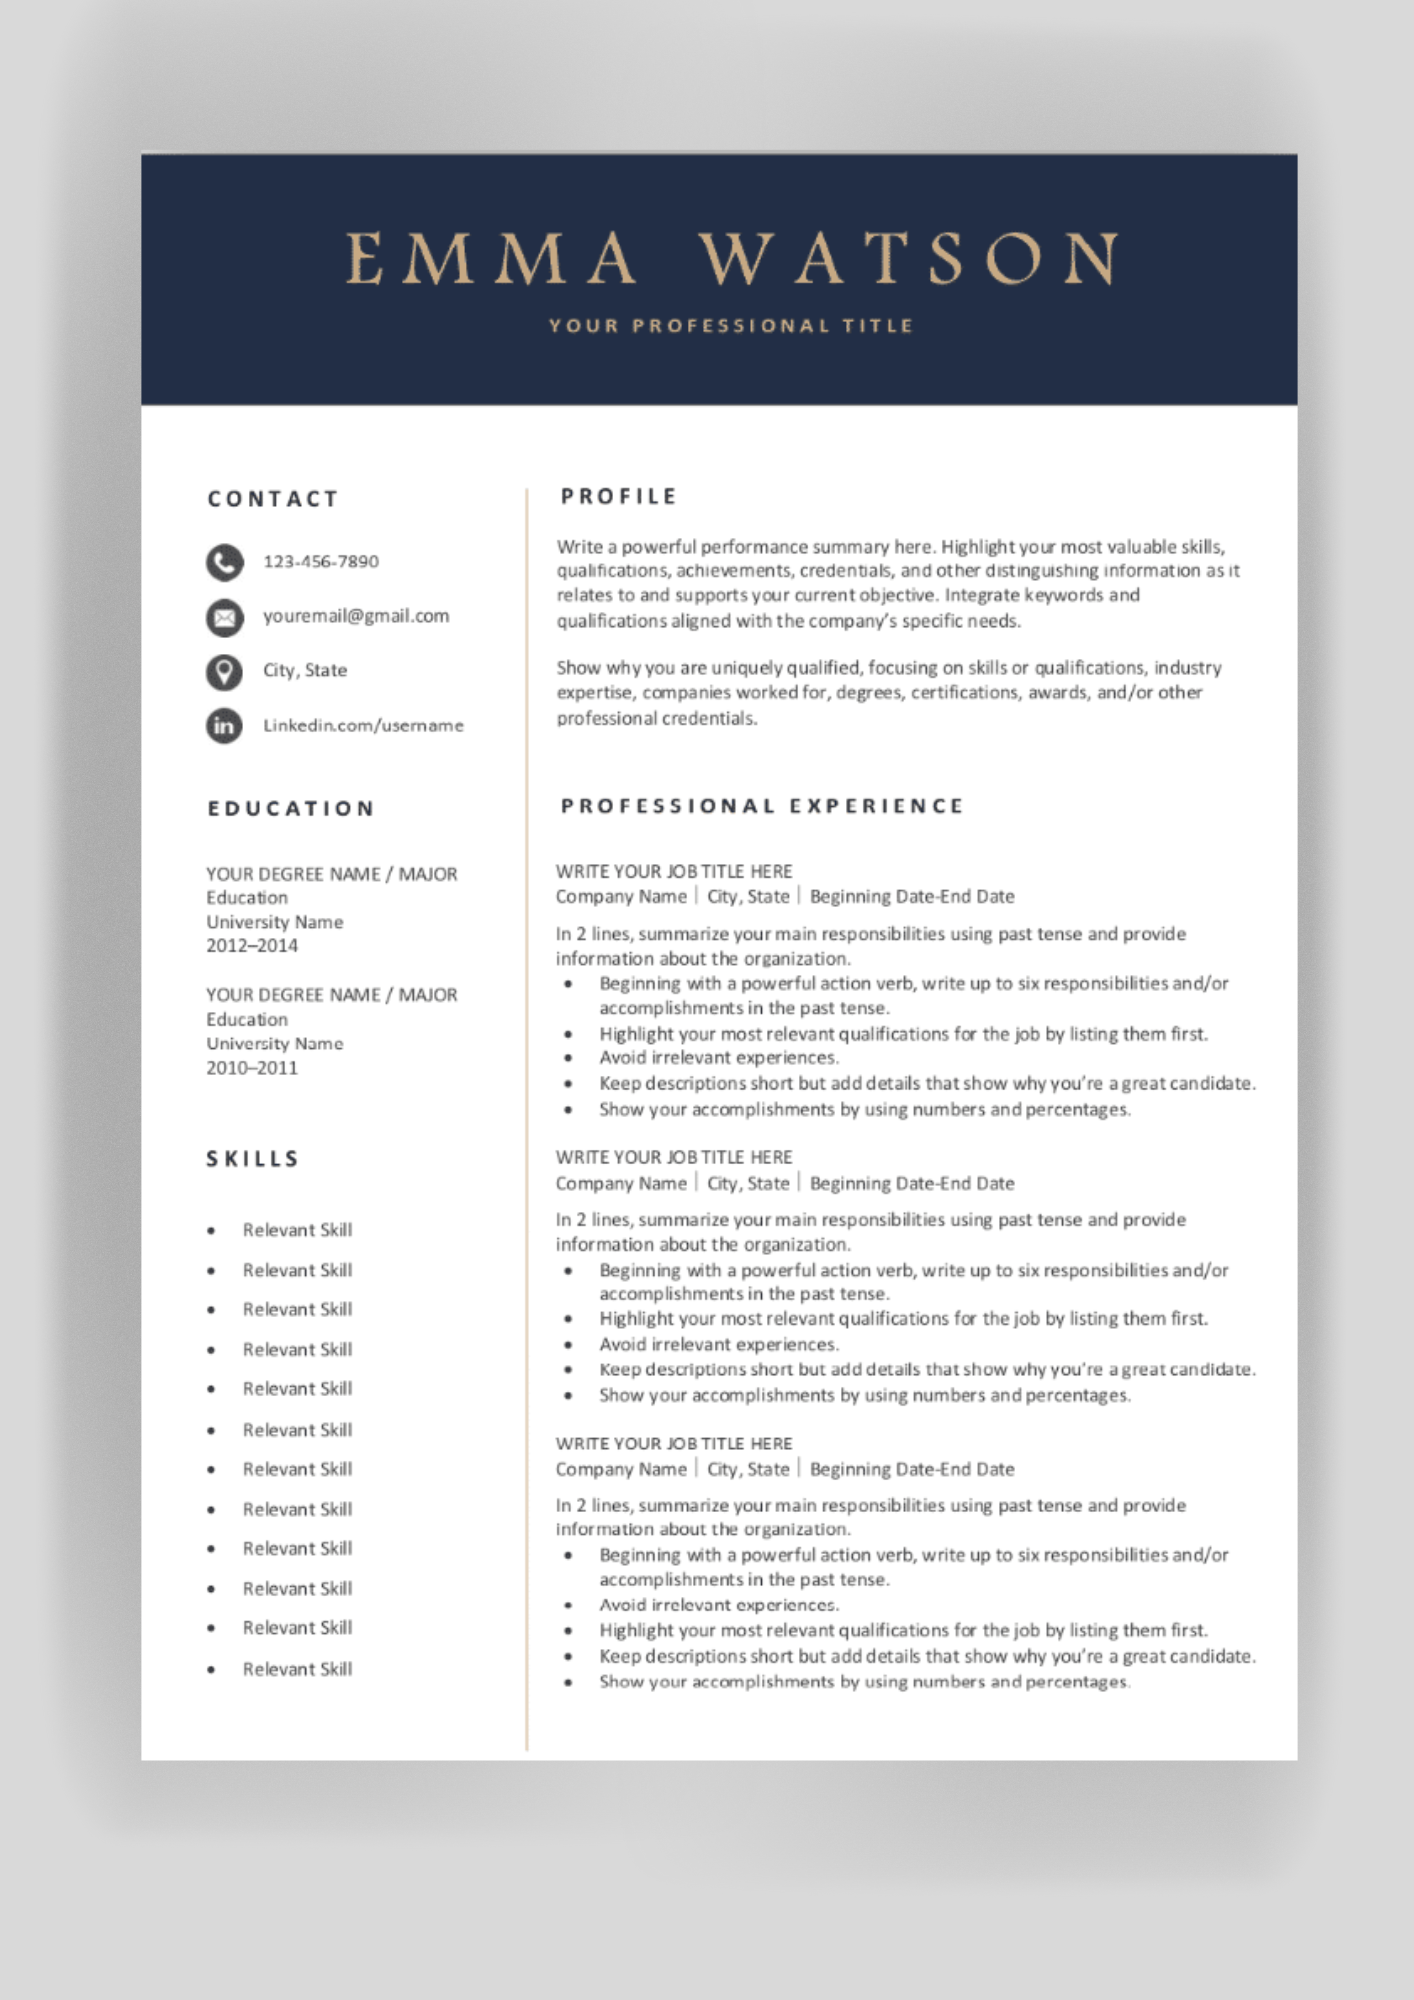 EMMA WATSON
YOUR PROFESSIONAL TITLE
CONTACT
123-456-7890
youremail@gmail.com
City, State
in
Linkedin.com/username
EDUCATION
YOUR DEGREE NAME / MAJOR
Education
University Name
2012–2014
YOUR DEGREE NAME / MAJOR
Education
University Name
2010–2011
SKILLS
• Relevant Skill
• Relevant Skill
• Relevant Skill
• Relevant Skill
• Relevant Skill
• Relevant Skill
• Relevant Skill
• Relevant Skill
• Relevant Skill
• Relevant Skill
• Relevant Skill
• Relevant Skill
PROFILE
Write a powerful performance summary here. Highlight your most valuable skills,
qualifications, achievements, credentials, and other distinguishing information as it
relates to and supports your current objective. Integrate keywords and
qualifications aligned with the company’s specific needs.
Show why you are uniquely qualified, focusing on skills or qualifications, industry
expertise, companies worked for, degrees, certifications, awards, and/or other
professional credentials.
PROFESSIONAL EXPERIENCE
WRITE YOUR JOB TITLE HERE
Company Name | City, State | Beginning Date-End Date
In 2 lines, summarize your main responsibilities using past tense and provide
information about the organization.
• Beginning with a powerful action verb, write up to six responsibilities and/or
accomplishments in the past tense.
• Highlight your most relevant qualifications for the job by listing them first.
• Avoid irrelevant experiences.
• Keep descriptions short but add details that show why you’re a great candidate.
• Show your accomplishments by using numbers and percentages.
WRITE YOUR JOB TITLE HERE
Company Name | City, State | Beginning Date-End Date
In 2 lines, summarize your main responsibilities using past tense and provide
information about the organization.
• Beginning with a powerful action verb, write up to six responsibilities and/or
accomplishments in the past tense.
• Highlight your most relevant qualifications for the job by listing them first.
• Avoid irrelevant experiences.
• Keep descriptions short but add details that show why you’re a great candidate.
• Show your accomplishments by using numbers and percentages.
WRITE YOUR JOB TITLE HERE
Company Name | City, State | Beginning Date-End Date
In 2 lines, summarize your main responsibilities using past tense and provide
information about the organization.
• Beginning with a powerful action verb, write up to six responsibilities and/or
accomplishments in the past tense.
• Avoid irrelevant experiences.
• Highlight your most relevant qualifications for the job by listing them first.
• Keep descriptions short but add details that show why you’re a great candidate.
• Show your accomplishments by using numbers and percentages.